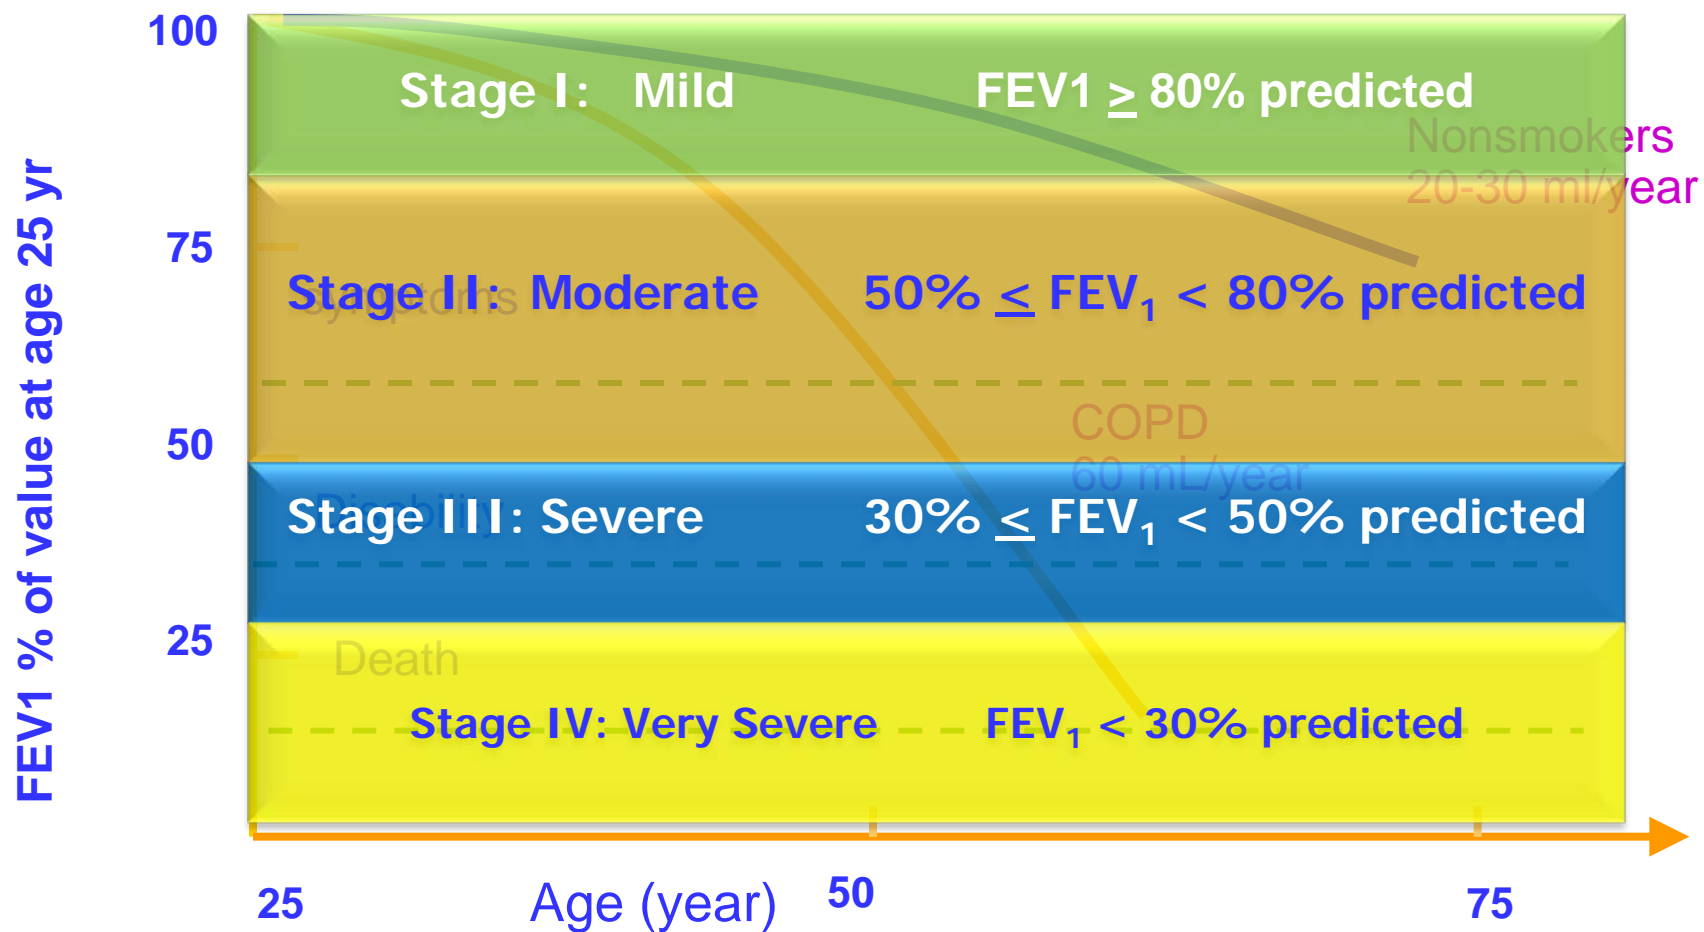 FEV1 % of value at age 25 yr
100
Stage I: Mild FEV1 ≥ 80% predicted
Nonsmokers
20-30 ml/year
75
Stage II: Moderate 50% ≤ FEV₁ < 80% predicted
symptoms
COPD
60 mL/year
50
Stage III: Severe 30% ≤ FEV₁ < 50% predicted
Disability
25
Death
Stage IV: Very Severe FEV₁ < 30% predicted
25 Age (year) 50 75